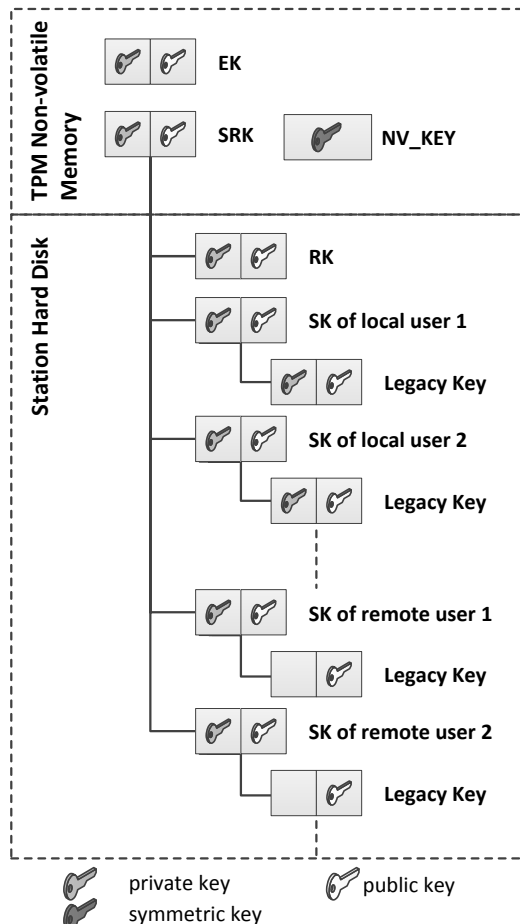 TPM Non-volatile
Memory
EK
SRK
NV_KEY
Station Hard Disk
RK
SK of local user 1
Legacy Key
SK of local user 2
Legacy Key
SK of remote user 1
Legacy Key
SK of remote user 2
Legacy Key
private key
public key
symmetric key